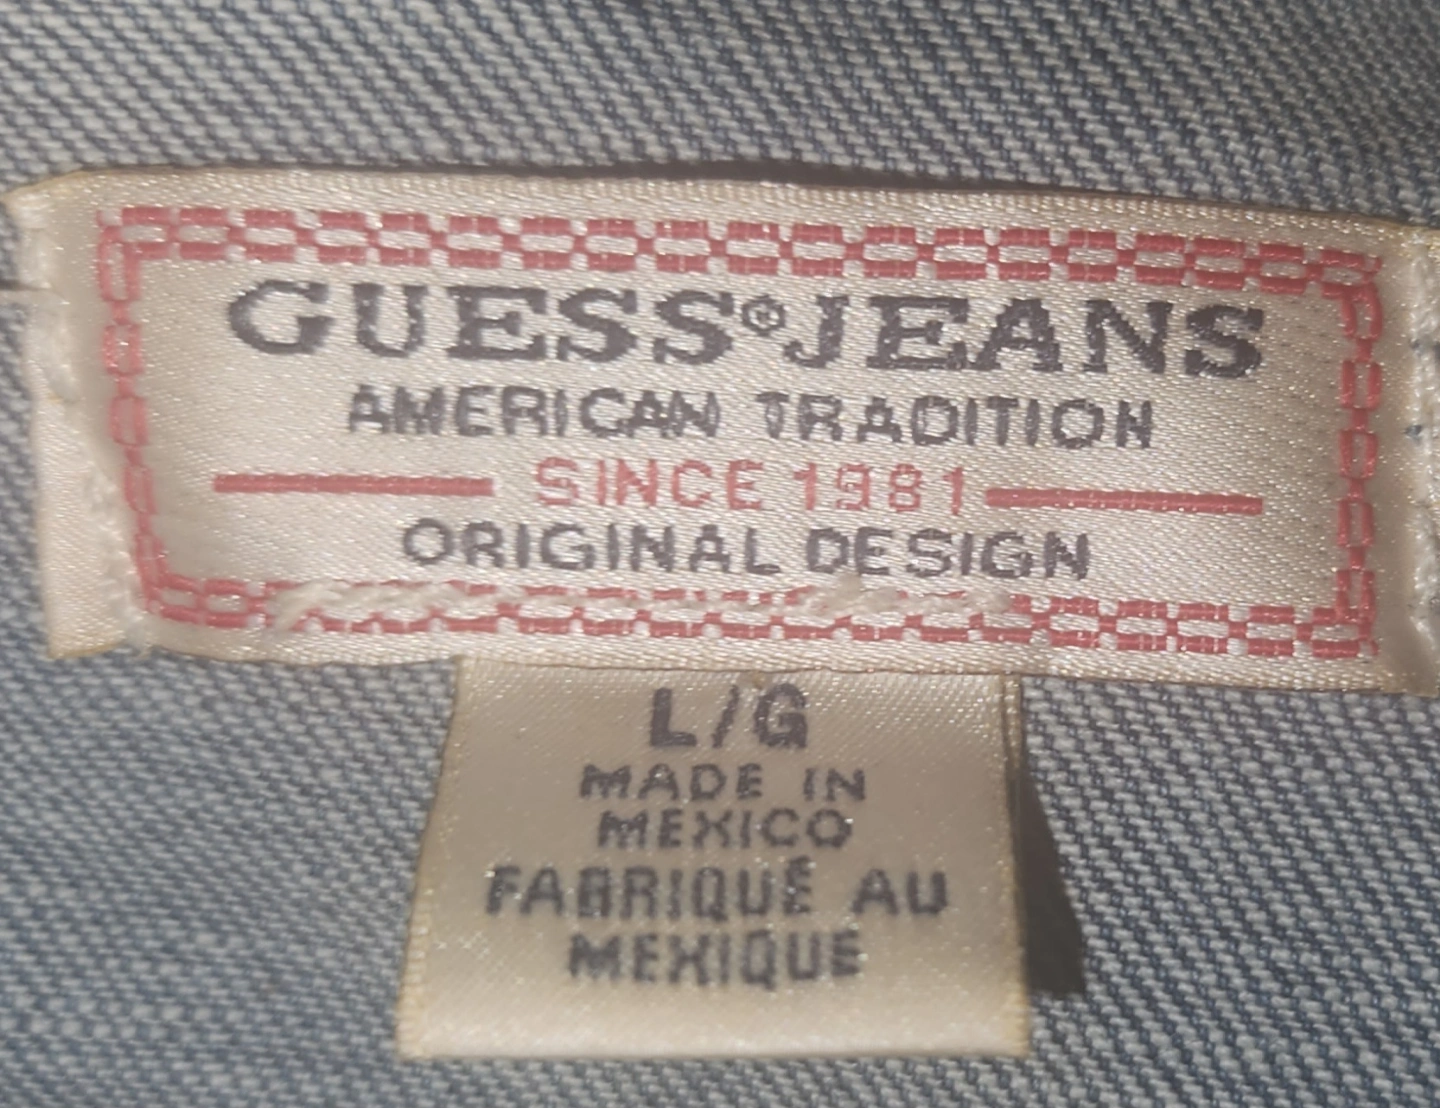 GUESS® JEANS
AMERICAN TRADITION
SINCE 1981
ORIGINAL DESIGN
L/G
MADE IN
MEXICO
FABRIQUÉ AU
MEXIQUE